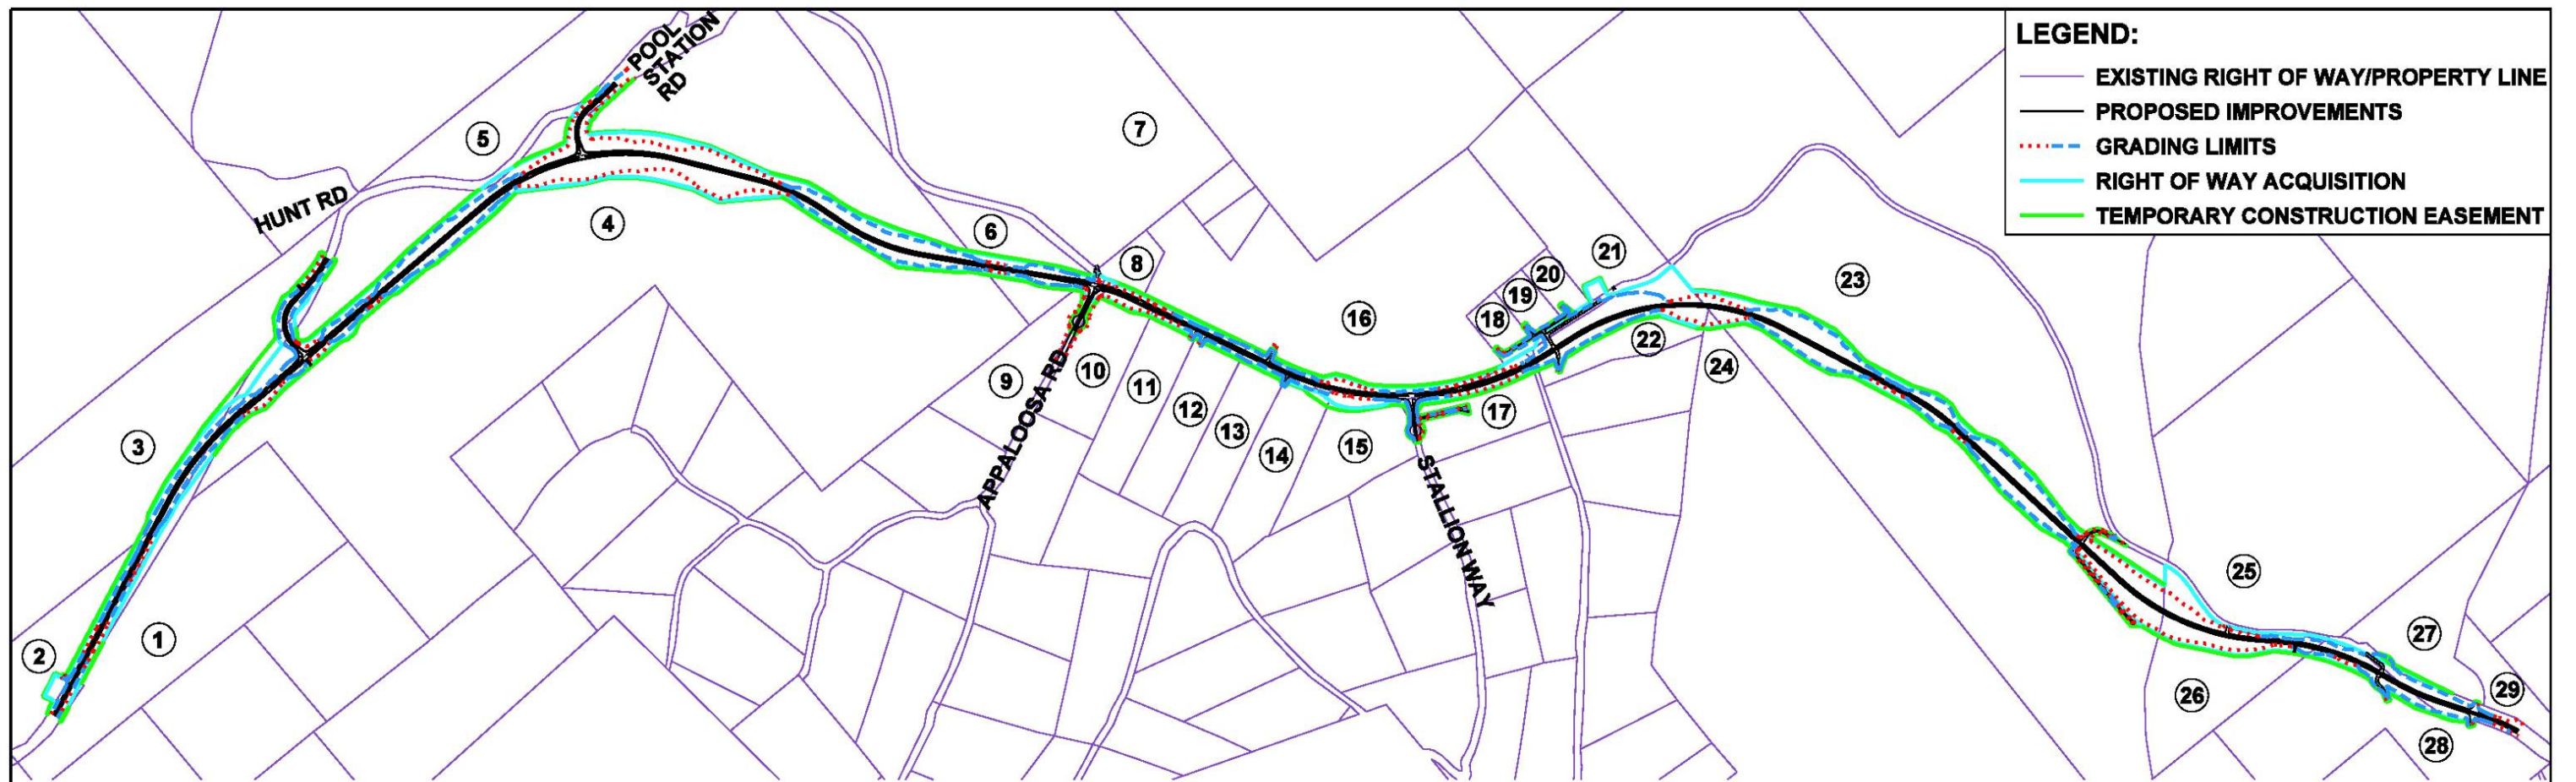 POOL
STATION
RD
HUNT RD
APPALOOSA RD
STALLION WAY
1
2
3
4
5
6
7
8
9
10
11
12
13
14
15
16
17
18
19
20
21
22
23
24
25
26
27
28
29
LEGEND:
EXISTING RIGHT OF WAY/PROPERTY LINE
PROPOSED IMPROVEMENTS
GRADING LIMITS
RIGHT OF WAY ACQUISITION
TEMPORARY CONSTRUCTION EASEMENT